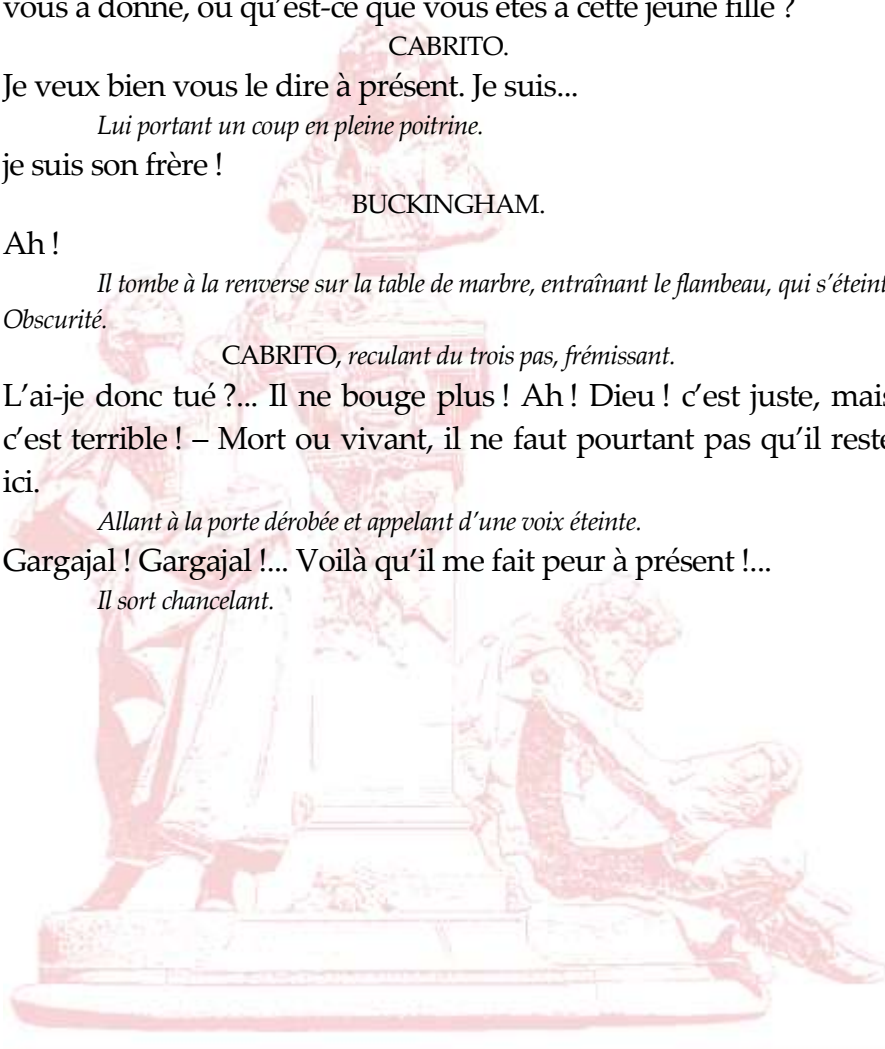 vous a donné, ou qu’est-ce que vous êtes à cette jeune fille ?
CABRITO.
Je veux bien vous le dire à présent. Je suis...
Lui portant un coup en pleine poitrine.
je suis son frère !
BUCKINGHAM.
Ah !
Il tombe à la renverse sur la table de marbre, entraînant le flambeau, qui s’éteint
Obscurité.
CABRITO, reculant du trois pas, frémissant.
L’ai-je donc tué ?... Il ne bouge plus ! Ah ! Dieu ! c’est juste, mais
c’est terrible ! – Mort ou vivant, il ne faut pourtant pas qu’il reste
ici.
Allant à la porte dérobée et appelant d’une voix éteinte.
Gargajal ! Gargajal !... Voilà qu’il me fait peur à présent !...
Il sort chancelant.